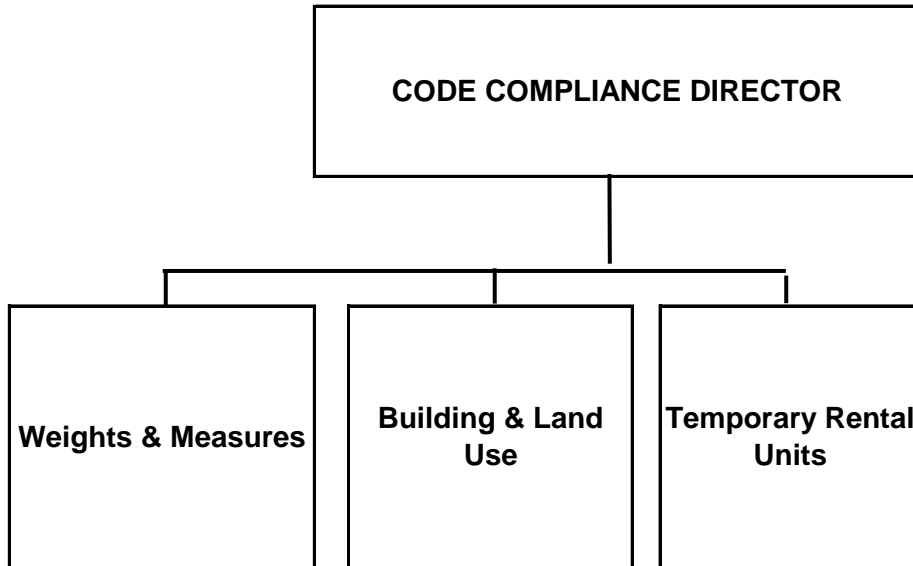 CODE COMPLIANCE DIRECTOR
Weights & Measures
Building & Land
Use
Temporary Rental
Units